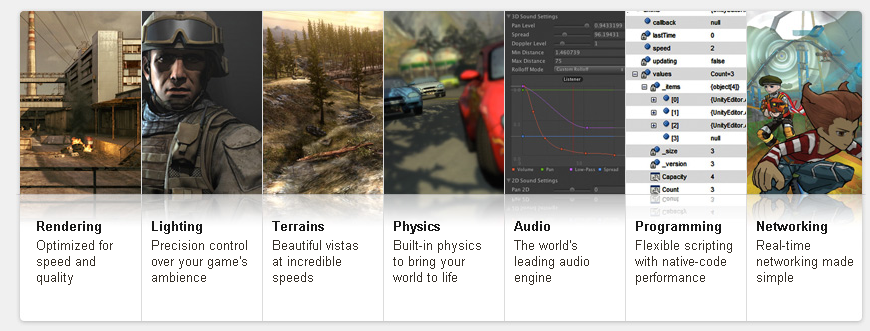 3D Sound Settings
Pan Level 0.9433199
Spread 96.19431
Doppler Level 1
Min Distance 1.460739
Max Distance 75
Rolloff Mode Custom Rolloff
Listener
Volume Pan Low-Pass Spread
2D Sound Settings
Pan 2D 0
callback null
lastTime 0
speed 2
updating false
values Count=3
_items {object[4]}
[0] {UnityEditor.
[1] {UnityEditor.
[2] {UnityEditor.
[3] null
_size 3
_version 3
Capacity 4
Count 3
Rendering
Optimized for
speed and
quality
Lighting
Precision control
over your game's
ambience
Terrains
Beautiful vistas
at incredible
speeds
Physics
Built-in physics
to bring your
world to life
Audio
The world's
leading audio
engine
Programming
Flexible scripting
with native-code
performance
Networking
Real-time
networking made
simple